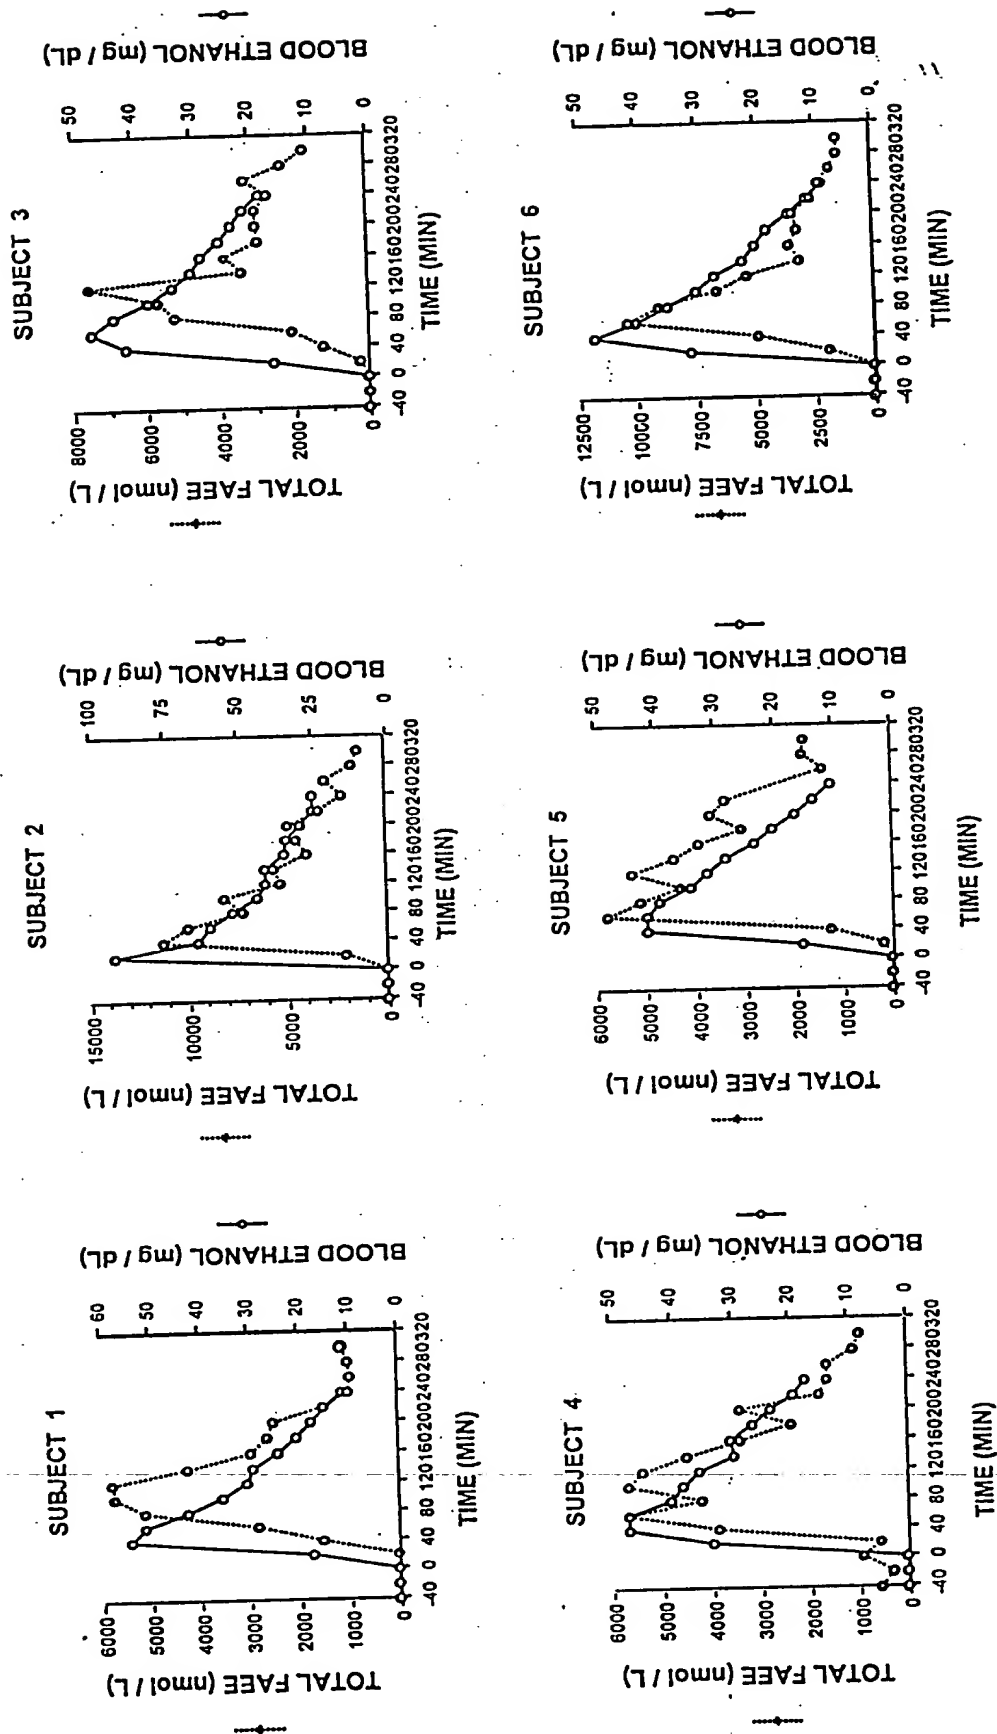 SUBJECT 1
TOTAL FAEE (nmol / L)
6000
5000
4000
3000
2000
1000
0
-40 0 40 80 120160200240280320
TIME (MIN)
60
50
40
30
20
10
0
BLOOD ETHANOL (mg / dL)
SUBJECT 2
TOTAL FAEE (nmol / L)
15000
10000
5000
0
-40 0 40 80 120160200240280320
TIME (MIN)
100
75
50
25
0
BLOOD ETHANOL (mg / dL)
SUBJECT 3
TOTAL FAEE (nmol / L)
8000
6000
4000
2000
0
-40 0 40 80 120160200240280320
TIME (MIN)
50
40
30
20
10
0
BLOOD ETHANOL (mg / dL)
SUBJECT 4
TOTAL FAEE (nmol / L)
6000
5000
4000
3000
2000
1000
0
-40 0 40 80 120160200240280320
TIME (MIN)
50
40
30
20
10
0
BLOOD ETHANOL (mg / dL)
SUBJECT 5
TOTAL FAEE (nmol / L)
6000
5000
4000
3000
2000
1000
0
-40 0 40 80 120160200240280320
TIME (MIN)
50
40
30
20
10
0
BLOOD ETHANOL (mg / dL)
SUBJECT 6
TOTAL FAEE (nmol / L)
12500
10000
7500
5000
2500
0
-40 0 40 80 120160200240280320
TIME (MIN)
50
40
30
20
10
0
BLOOD ETHANOL (mg / dL)